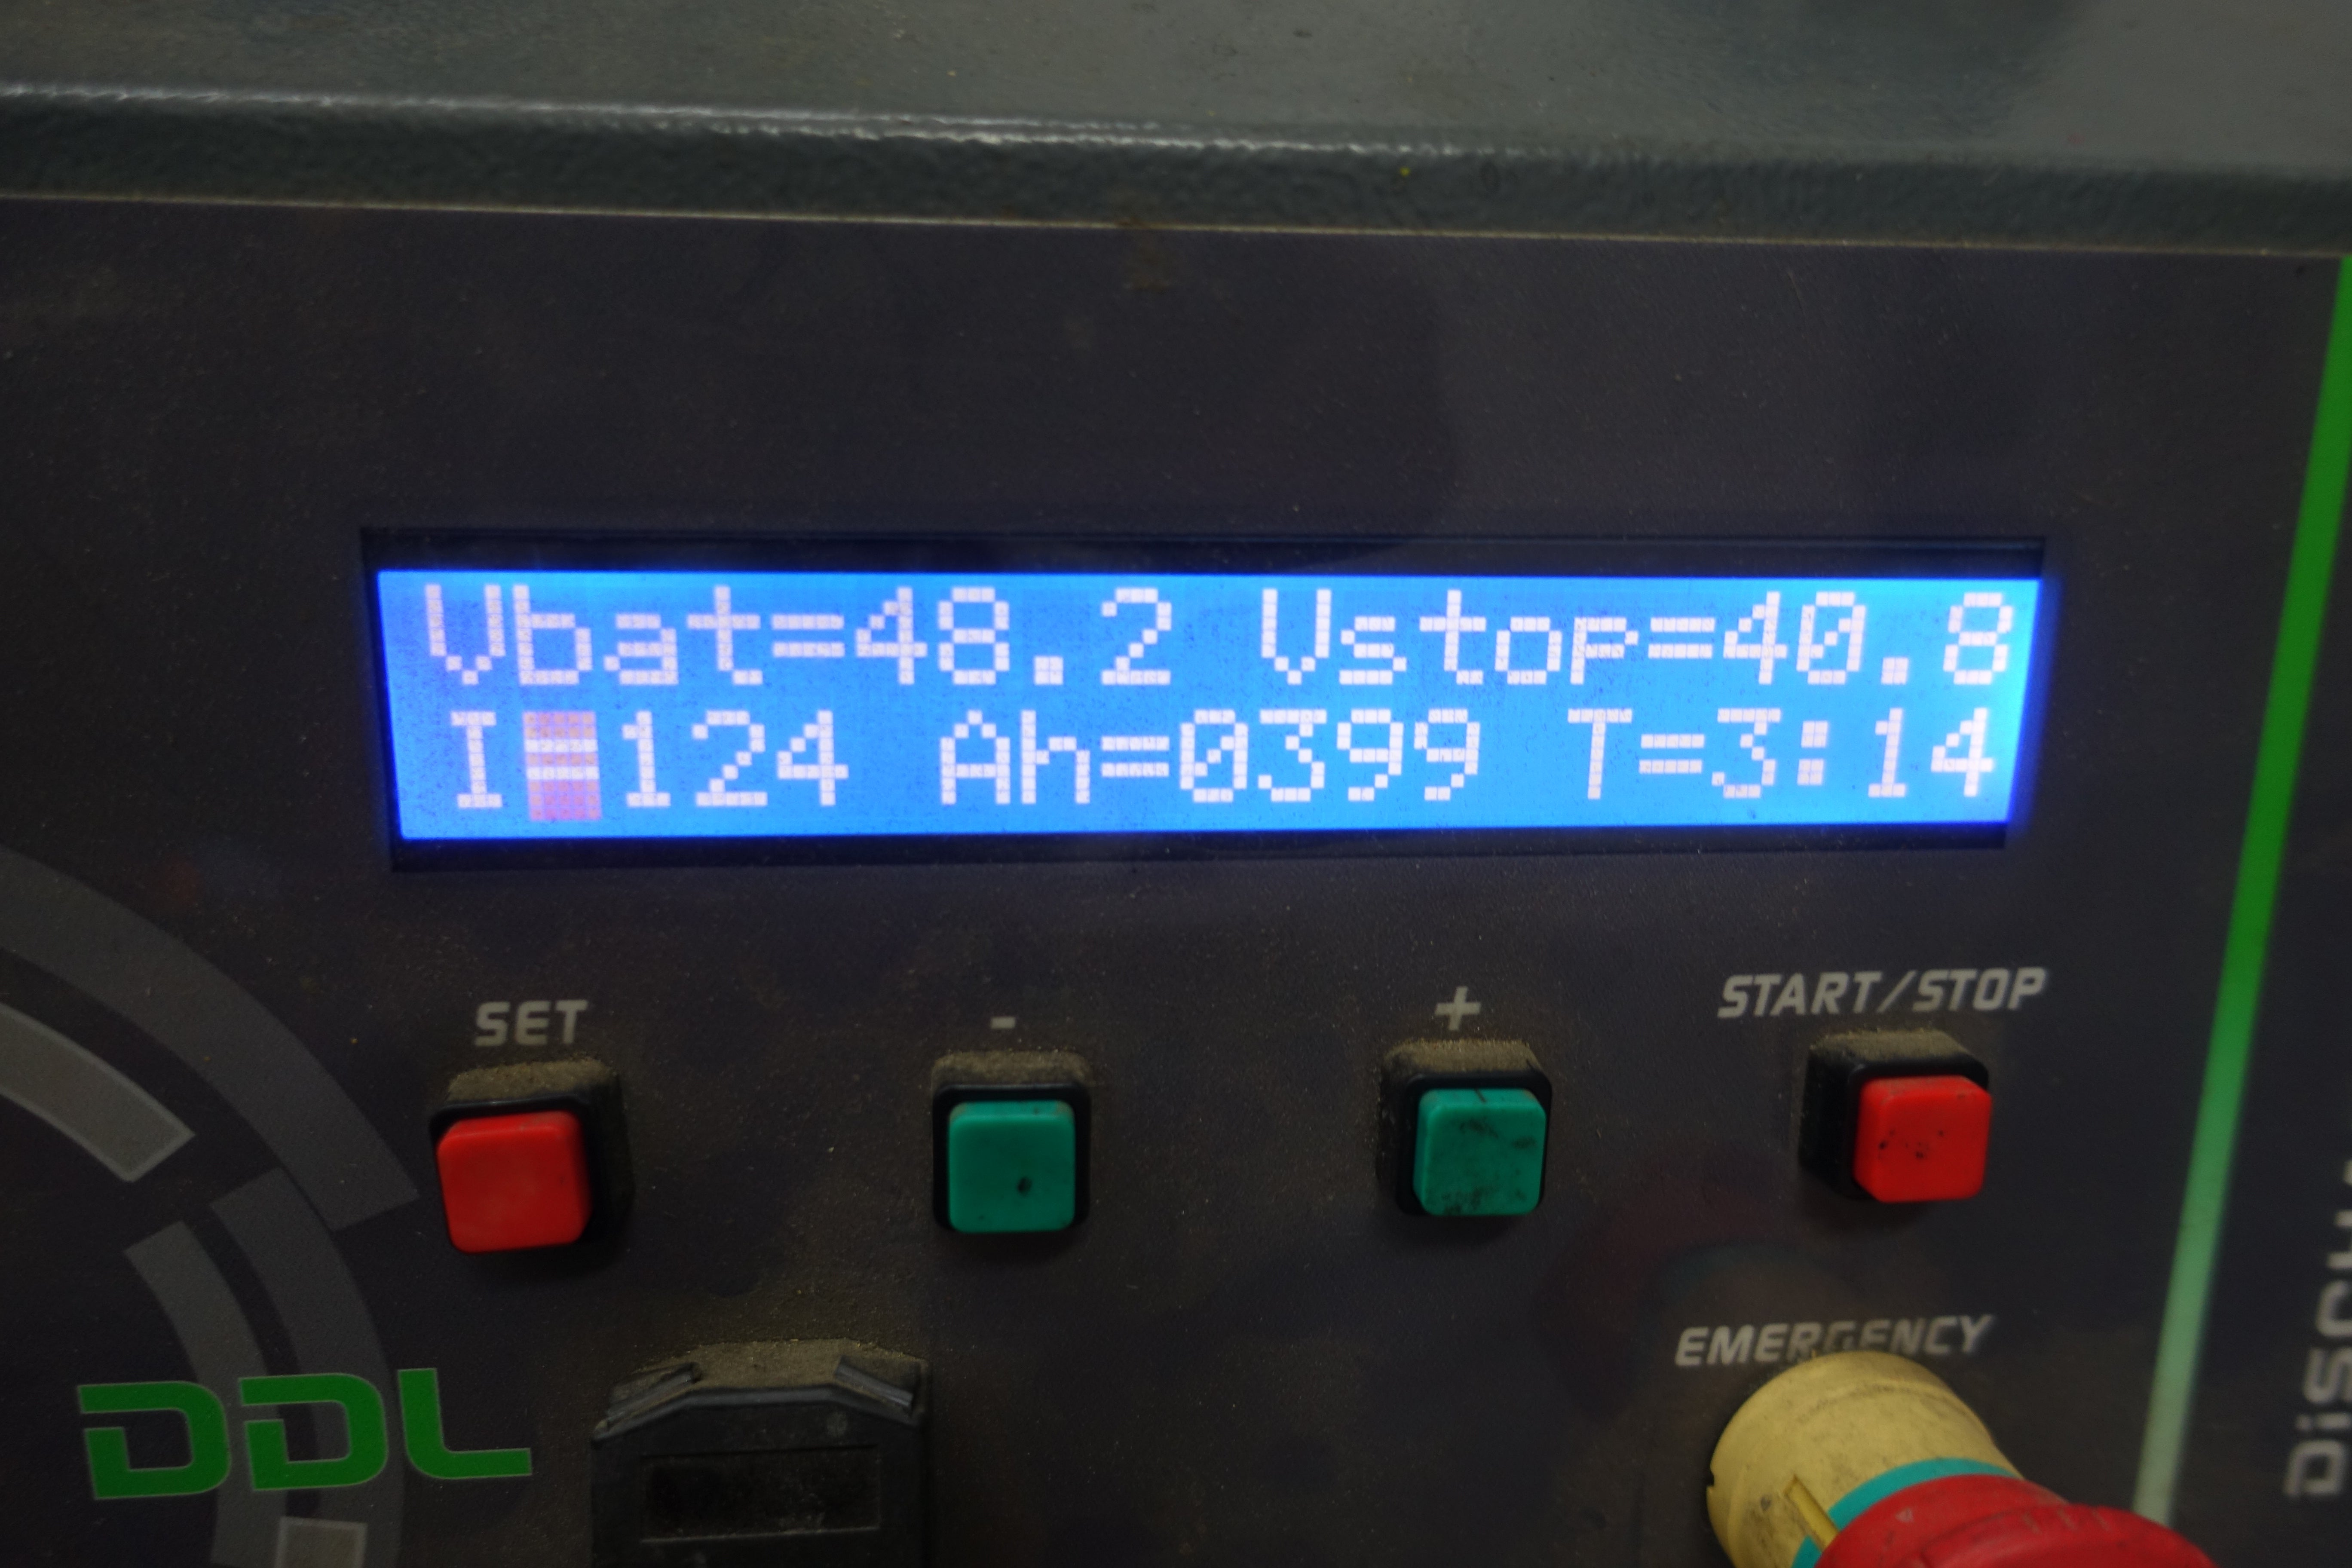 Vbat=48.2 Vstop=40.8
I=124 Ah=0399 T=3:14
SET
-
+
START/STOP
EMERGENCY
DDL